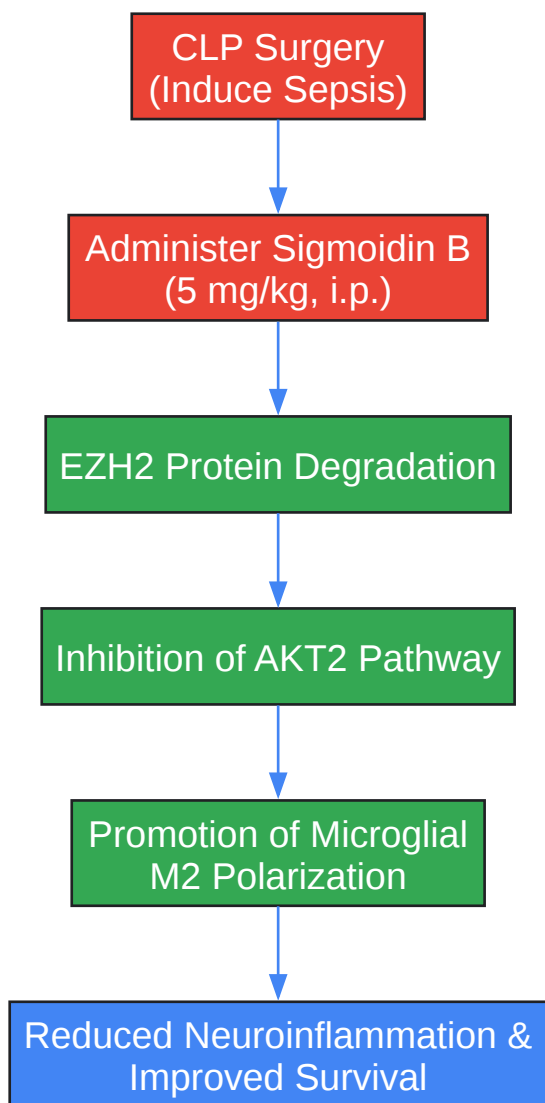 CLP Surgery
(Induce Sepsis)
Administer Sigmoidin B
(5 mg/kg, i.p.)
EZH2 Protein Degradation
Inhibition of AKT2 Pathway
Promotion of Microglial
M2 Polarization
Reduced Neuroinflammation &
Improved Survival